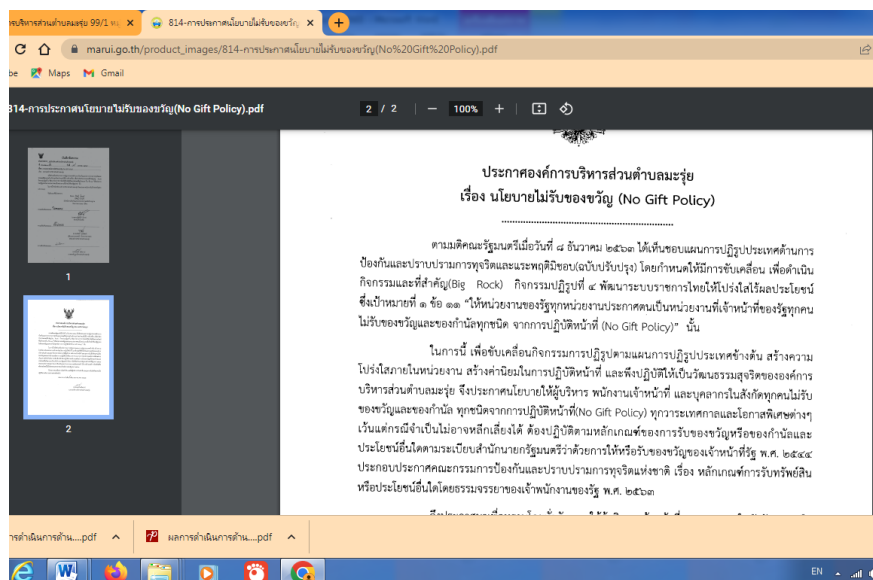 814-การประกาศนโยบายไม่รับของขวัญ
marui.go.th/product_images/814-การประกาศนโยบายไม่รับของขวัญ(No%20Gift%20Policy).pdf
Maps
Gmail
814-การประกาศนโยบายไม่รับของขวัญ(No Gift Policy).pdf
2 / 2
100%
1
2
ประกาศองค์การบริหารส่วนตำบลมะรุ่ย
เรื่อง นโยบายไม่รับของขวัญ (No Gift Policy)
ตามมติคณะรัฐมนตรีเมื่อวันที่ ๘ ธันวาคม ๒๕๖๓ ได้เห็นชอบแผนการปฏิรูปประเทศด้านการ
ป้องกันและปราบปรามการทุจริตและแระพฤติมิชอบ(ฉบับปรับปรุง) โดยกำหนดให้มีการขับเคลื่อน เพื่อดำเนิน
กิจกรรมและที่สำคัญ(Big Rock) กิจกรรมปฏิรูปที่ ๔ พัฒนาระบบราชการไทยให้โปร่งใสไร้ผลประโยชน์
ซึ่งเป้าหมายที่ ๑ ข้อ ๑๑ "ให้หน่วยงานของรัฐทุกหน่วยงานประกาศตนเป็นหน่วยงานที่เจ้าหน้าที่ของรัฐทุกคน
ไม่รับของขวัญและของกำนัลทุกชนิด จากการปฏิบัติหน้าที่ (No Gift Policy)" นั้น
ในการนี้ เพื่อขับเคลื่อนกิจกรรมการปฏิรูปตามแผนการปฏิรูปประเทศข้างต้น สร้างความ
โปร่งใสภายในหน่วยงาน สร้างค่านิยมในการปฏิบัติหน้าที่ และพึงปฏิบัติให้เป็นวัฒนธรรมสุจริตขององค์การ
บริหารส่วนตำบลมะรุ่ย จึงประกาศนโยบายให้ผู้บริหาร พนักงานเจ้าหน้าที่ และบุคลากรในสังกัดทุกคนไม่รับ
ของขวัญและของกำนัล ทุกชนิดจากการปฏิบัติหน้าที่(No Gift Policy) ทุกวาระเทศกาลและโอกาสพิเศษต่างๆ
เว้นแต่กรณีจำเป็นไม่อาจหลีกเลี่ยงได้ ต้องปฏิบัติตามหลักเกณฑ์ของการรับของขวัญหรือของกำนัลและ
ประโยชน์อื่นใดตามระเบียบสำนักนายกรัฐมนตรีว่าด้วยการให้หรือรับของขวัญของเจ้าหน้าที่รัฐ พ.ศ. ๒๕๔๔
ประกอบประกาศคณะกรรมการป้องกันและปราบปรามการทุจริตแห่งชาติ เรื่อง หลักเกณฑ์การรับทรัพย์สิน
หรือประโยชน์อื่นใดโดยธรรมจรรยาของเจ้าพนักงานของรัฐ พ.ศ. ๒๕๖๓
ผลการดำเนินการด้าน....pdf
EN